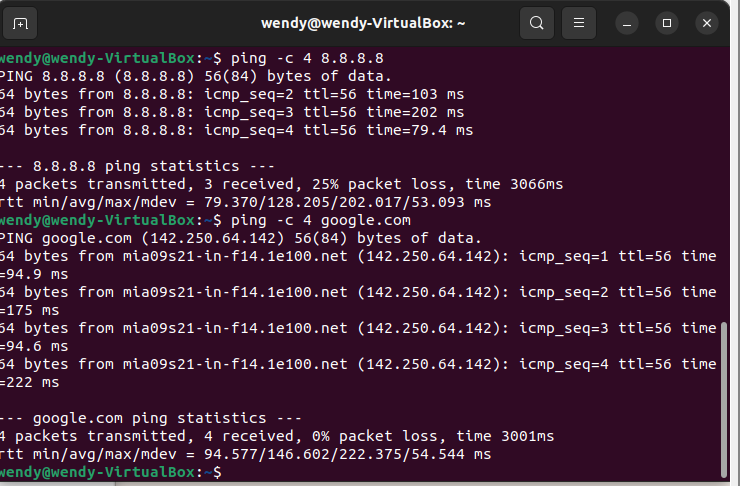 wendy@wendy-VirtualBox: ~
wendy@wendy-VirtualBox:~$ ping -c 4 8.8.8.8
PING 8.8.8.8 (8.8.8.8) 56(84) bytes of data.
64 bytes from 8.8.8.8: icmp_seq=2 ttl=56 time=103 ms
64 bytes from 8.8.8.8: icmp_seq=3 ttl=56 time=202 ms
64 bytes from 8.8.8.8: icmp_seq=4 ttl=56 time=79.4 ms
--- 8.8.8.8 ping statistics ---
4 packets transmitted, 3 received, 25% packet loss, time 3066ms
rtt min/avg/max/mdev = 79.370/128.205/202.017/53.093 ms
wendy@wendy-VirtualBox:~$ ping -c 4 google.com
PING google.com (142.250.64.142) 56(84) bytes of data.
64 bytes from mia09s21-in-f14.1e100.net (142.250.64.142): icmp_seq=1 ttl=56 time
=94.9 ms
64 bytes from mia09s21-in-f14.1e100.net (142.250.64.142): icmp_seq=2 ttl=56 time
=175 ms
64 bytes from mia09s21-in-f14.1e100.net (142.250.64.142): icmp_seq=3 ttl=56 time
=94.6 ms
64 bytes from mia09s21-in-f14.1e100.net (142.250.64.142): icmp_seq=4 ttl=56 time
=222 ms
--- google.com ping statistics ---
4 packets transmitted, 4 received, 0% packet loss, time 3001ms
rtt min/avg/max/mdev = 94.577/146.602/222.375/54.544 ms
wendy@wendy-VirtualBox:~$